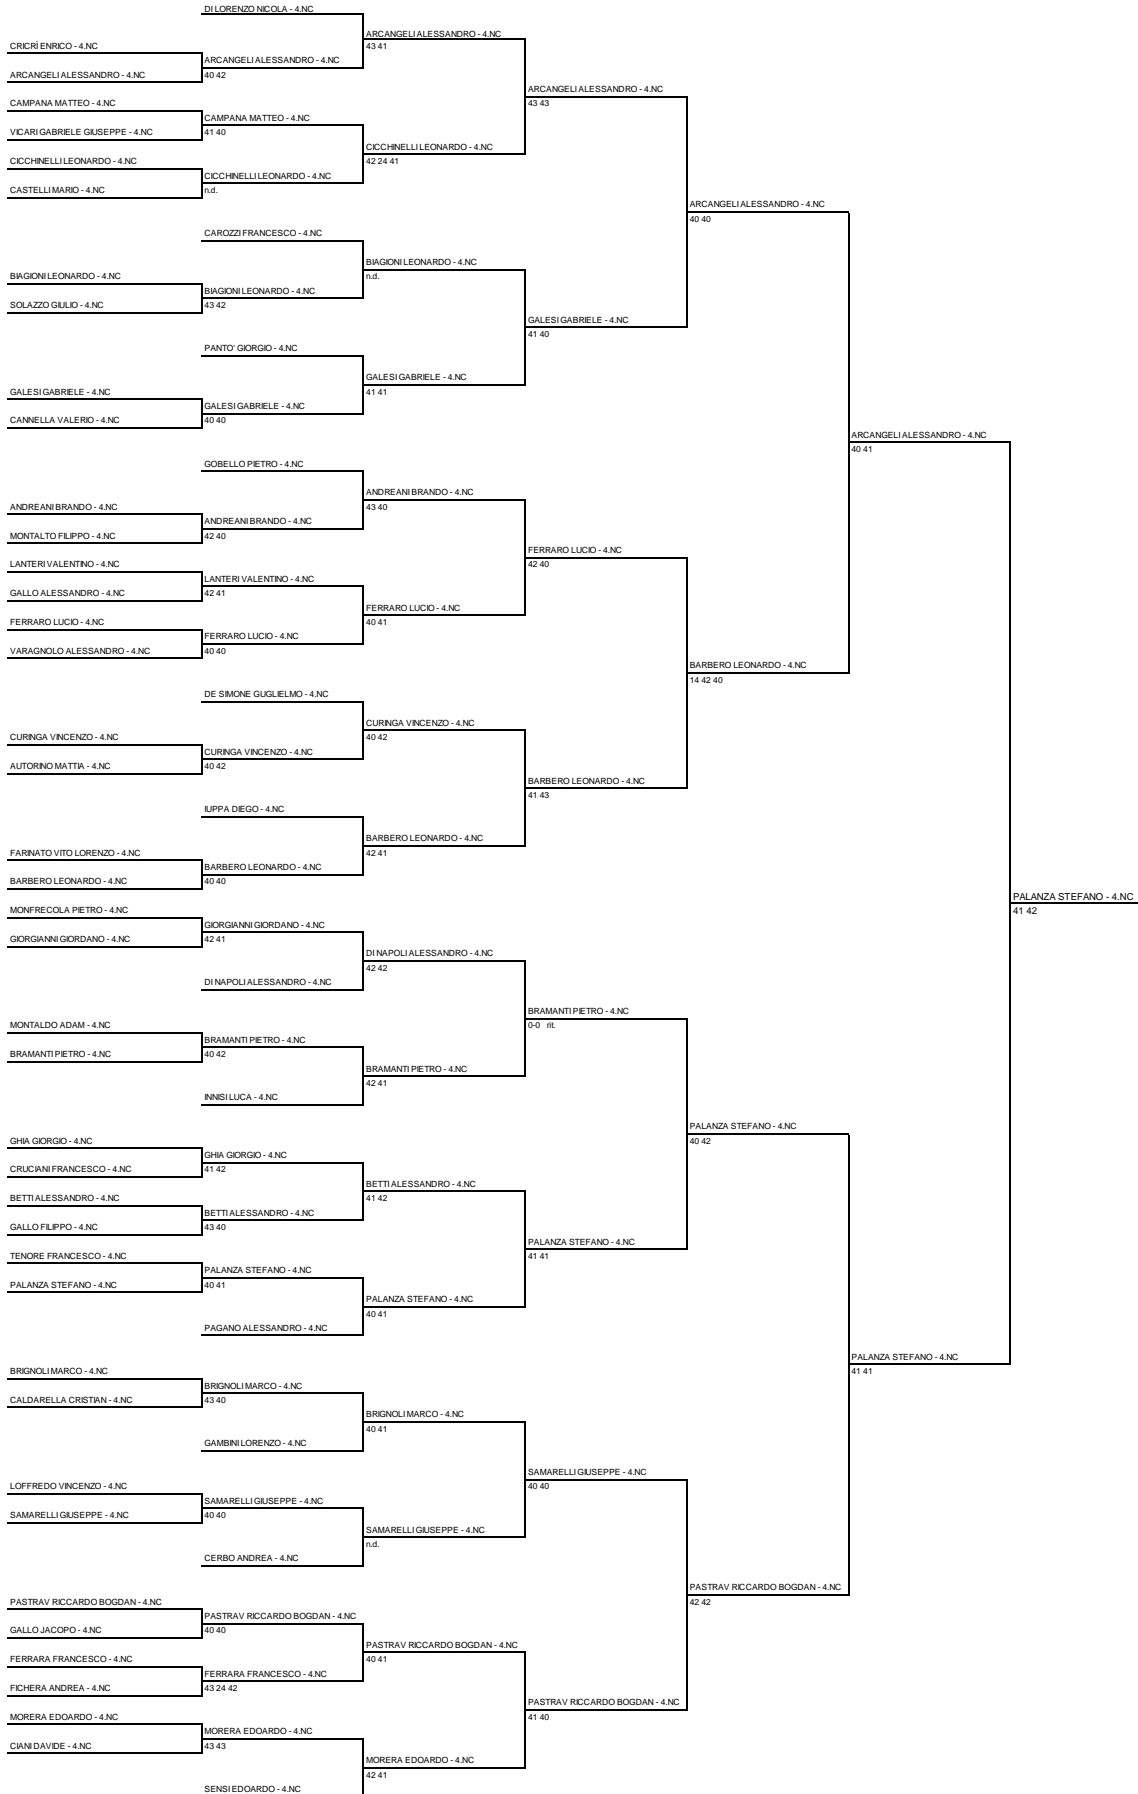 DI LORENZO NICOLA - 4.NC
ARCANGELI ALESSANDRO - 4.NC
43 41
CRICRÌ ENRICO - 4.NC
ARCANGELI ALESSANDRO - 4.NC
ARCANGELI ALESSANDRO - 4.NC
40 42
ARCANGELI ALESSANDRO - 4.NC
43 43
CAMPANA MATTEO - 4.NC
CAMPANA MATTEO - 4.NC
VICARI GABRIELE GIUSEPPE - 4.NC
41 40
CICCHINELLI LEONARDO - 4.NC
42 24 41
CICCHINELLI LEONARDO - 4.NC
CICCHINELLI LEONARDO - 4.NC
CASTELLI MARIO - 4.NC
n.d.
ARCANGELI ALESSANDRO - 4.NC
40 40
CAROZZI FRANCESCO - 4.NC
BIAGIONI LEONARDO - 4.NC
n.d.
BIAGIONI LEONARDO - 4.NC
BIAGIONI LEONARDO - 4.NC
SOLAZZO GIULIO - 4.NC
43 42
GALESI GABRIELE - 4.NC
41 40
PANTO' GIORGIO - 4.NC
GALESI GABRIELE - 4.NC
41 41
GALESI GABRIELE - 4.NC
GALESI GABRIELE - 4.NC
CANNELLA VALERIO - 4.NC
40 40
ARCANGELI ALESSANDRO - 4.NC
40 41
GOBELLO PIETRO - 4.NC
ANDREANI BRANDO - 4.NC
43 40
ANDREANI BRANDO - 4.NC
ANDREANI BRANDO - 4.NC
MONTALTO FILIPPO - 4.NC
42 40
FERRARO LUCIO - 4.NC
42 40
LANTERI VALENTINO - 4.NC
LANTERI VALENTINO - 4.NC
GALLO ALESSANDRO - 4.NC
42 41
FERRARO LUCIO - 4.NC
40 41
FERRARO LUCIO - 4.NC
FERRARO LUCIO - 4.NC
VARAGNOLO ALESSANDRO - 4.NC
40 40
BARBERO LEONARDO - 4.NC
14 42 40
DE SIMONE GUGLIELMO - 4.NC
CURINGA VINCENZO - 4.NC
40 42
CURINGA VINCENZO - 4.NC
CURINGA VINCENZO - 4.NC
AUTORINO MATTIA - 4.NC
40 42
BARBERO LEONARDO - 4.NC
41 43
IUPPA DIEGO - 4.NC
BARBERO LEONARDO - 4.NC
42 41
FARINATO VITO LORENZO - 4.NC
BARBERO LEONARDO - 4.NC
BARBERO LEONARDO - 4.NC
40 40
PALANZA STEFANO - 4.NC
41 42
MONFRECOLA PIETRO - 4.NC
GIORGIANNI GIORDANO - 4.NC
GIORGIANNI GIORDANO - 4.NC
42 41
DI NAPOLI ALESSANDRO - 4.NC
42 42
DI NAPOLI ALESSANDRO - 4.NC
BRAMANTI PIETRO - 4.NC
0-0 rit.
MONTALDO ADAM - 4.NC
BRAMANTI PIETRO - 4.NC
BRAMANTI PIETRO - 4.NC
40 42
BRAMANTI PIETRO - 4.NC
42 41
INNISI LUCA - 4.NC
PALANZA STEFANO - 4.NC
40 42
GHIA GIORGIO - 4.NC
GHIA GIORGIO - 4.NC
CRUCIANI FRANCESCO - 4.NC
41 42
BETTI ALESSANDRO - 4.NC
41 42
BETTI ALESSANDRO - 4.NC
BETTI ALESSANDRO - 4.NC
GALLO FILIPPO - 4.NC
43 40
PALANZA STEFANO - 4.NC
41 41
TENORE FRANCESCO - 4.NC
PALANZA STEFANO - 4.NC
PALANZA STEFANO - 4.NC
40 41
PALANZA STEFANO - 4.NC
40 41
PAGANO ALESSANDRO - 4.NC
PALANZA STEFANO - 4.NC
41 41
BRIGNOLI MARCO - 4.NC
BRIGNOLI MARCO - 4.NC
CALDARELLA CRISTIAN - 4.NC
43 40
BRIGNOLI MARCO - 4.NC
40 41
GAMBINI LORENZO - 4.NC
SAMARELLI GIUSEPPE - 4.NC
40 40
LOFFREDO VINCENZO - 4.NC
SAMARELLI GIUSEPPE - 4.NC
SAMARELLI GIUSEPPE - 4.NC
40 40
SAMARELLI GIUSEPPE - 4.NC
n.d.
CERBO ANDREA - 4.NC
PASTRAV RICCARDO BOGDAN - 4.NC
42 42
PASTRAV RICCARDO BOGDAN - 4.NC
PASTRAV RICCARDO BOGDAN - 4.NC
GALLO JACOPO - 4.NC
40 40
PASTRAV RICCARDO BOGDAN - 4.NC
40 41
FERRARA FRANCESCO - 4.NC
FERRARA FRANCESCO - 4.NC
FICHERA ANDREA - 4.NC
43 24 42
PASTRAV RICCARDO BOGDAN - 4.NC
41 40
MORERA EDOARDO - 4.NC
MORERA EDOARDO - 4.NC
CIANI DAVIDE - 4.NC
43 43
MORERA EDOARDO - 4.NC
42 41
SENSI EDOARDO - 4.NC